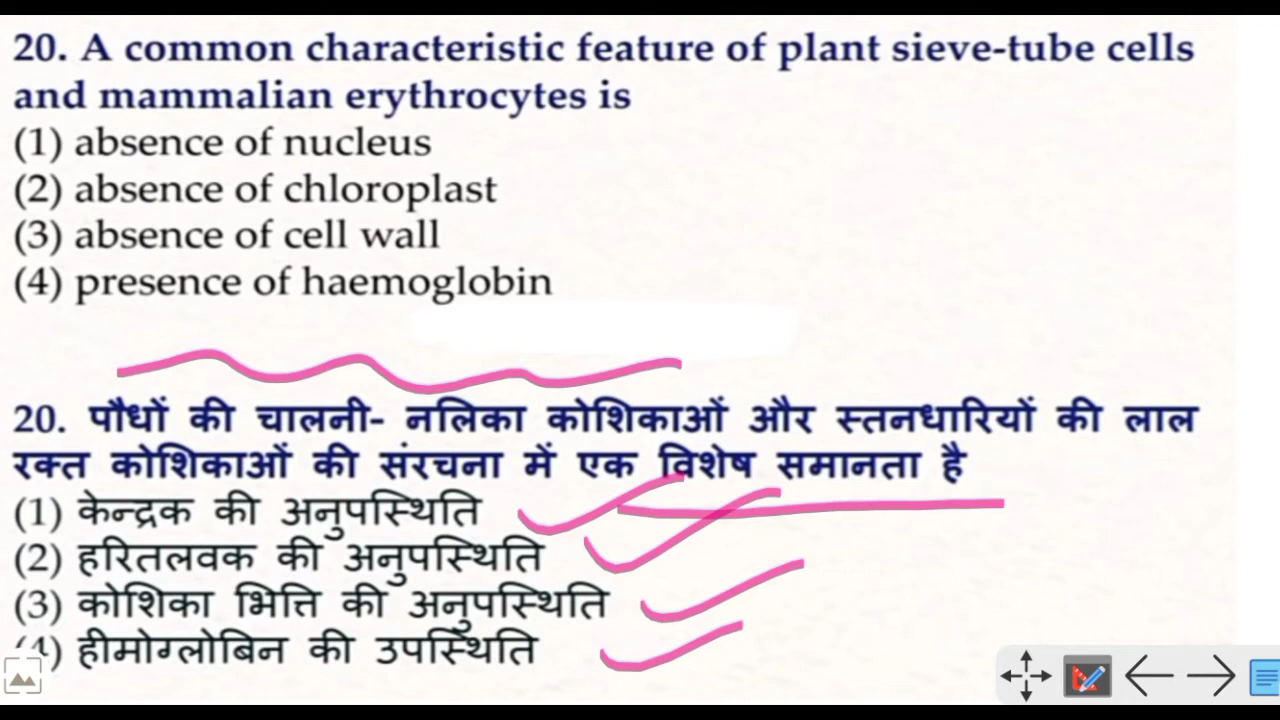 20. A common characteristic feature of plant sieve-tube cells
and mammalian erythrocytes is
(1) absence of nucleus
(2) absence of chloroplast
(3) absence of cell wall
(4) presence of haemoglobin
20. पौधों की चालनी- नलिका कोशिकाओं और स्तनधारियों की लाल
रक्त कोशिकाओं की संरचना में एक विशेष समानता है
(1) केन्द्रक की अनुपस्थिति
(2) हरितलवक की अनुपस्थिति
(3) कोशिका भित्ति की अनुपस्थिति
(4) हीमोग्लोबिन की उपस्थिति